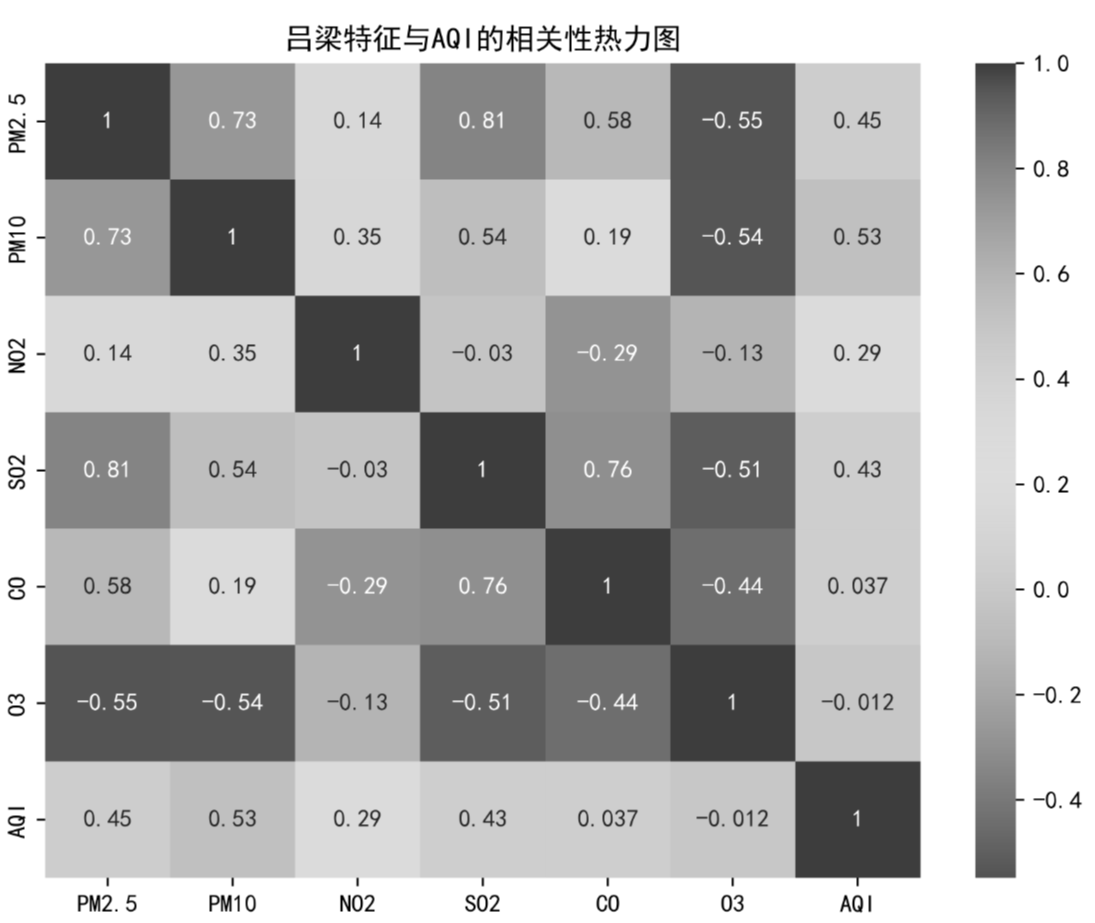 吕梁特征与AQI的相关性热力图
PM2.5 1 0.73 0.14 0.81 0.58 -0.55 0.45
PM10 0.73 1 0.35 0.54 0.19 -0.54 0.53
NO2 0.14 0.35 1 -0.03 -0.29 -0.13 0.29
SO2 0.81 0.54 -0.03 1 0.76 -0.51 0.43
CO 0.58 0.19 -0.29 0.76 1 -0.44 0.037
O3 -0.55 -0.54 -0.13 -0.51 -0.44 1 -0.012
AQI 0.45 0.53 0.29 0.43 0.037 -0.012 1
PM2.5 PM10 NO2 SO2 CO O3 AQI
1.0
0.8
0.6
0.4
0.2
0.0
-0.2
-0.4